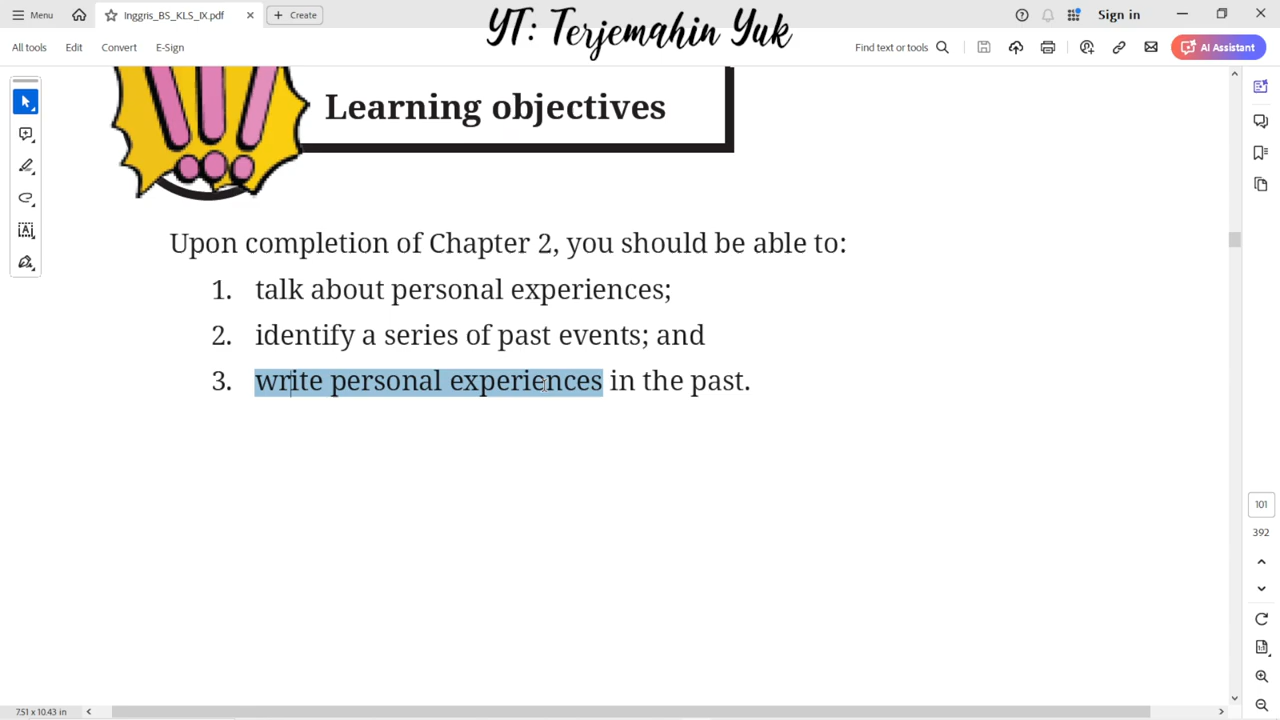 Menu
Inggris_BS_KLS_IX.pdf
Create
YT: Terjemahin Yuk
Sign in
All tools
Edit
Convert
E-Sign
Find text or tools
AI Assistant
Learning objectives
Upon completion of Chapter 2, you should be able to:
1. talk about personal experiences;
2. identify a series of past events; and
3. write personal experiences in the past.
101
392
7.51 x 10.43 in